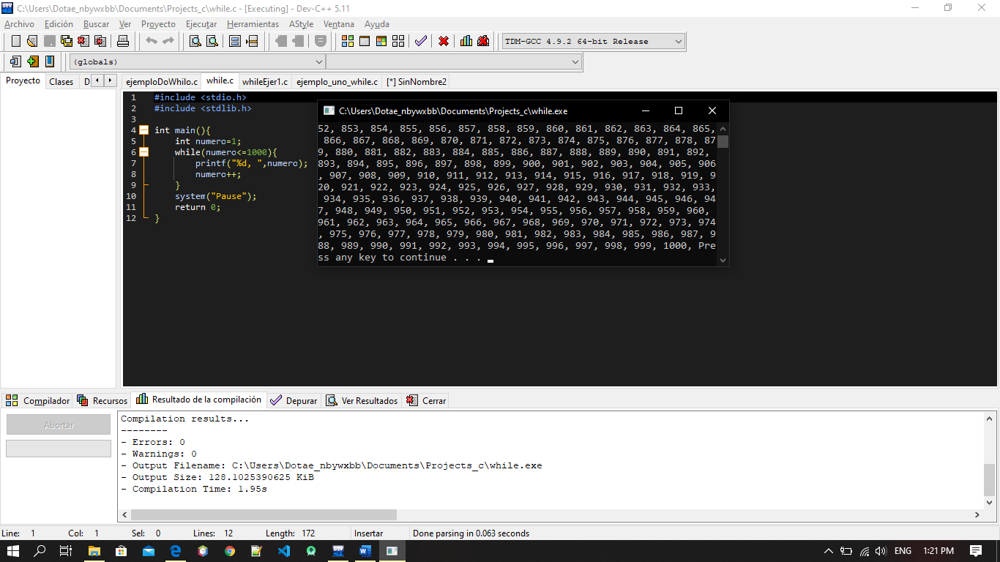 C:\Users\Dotae_nbywxbb\Documents\Projects_c\while.c - [Executing] - Dev-C++ 5.11
Archivo Edición Buscar Ver Proyecto Ejecutar Herramientas AStyle Ventana Ayuda
TDM-GCC 4.9.2 64-bit Release
(globals)
Proyecto Clases D
ejemploDoWhilo.c while.c whileEjer1.c ejemplo_uno_while.c [*] SinNombre2
1 #include <stdio.h>
2 #include <stdlib.h>
3
4 int main(){
5 int numero=1;
6 while(numero<=1000){
7 printf("%d, ",numero);
8 numero++;
9 }
10 system("Pause");
11 return 0;
12 }
C:\Users\Dotae_nbywxbb\Documents\Projects_c\while.exe
52, 853, 854, 855, 856, 857, 858, 859, 860, 861, 862, 863, 864, 865,
866, 867, 868, 869, 870, 871, 872, 873, 874, 875, 876, 877, 878, 87
9, 880, 881, 882, 883, 884, 885, 886, 887, 888, 889, 890, 891, 892,
893, 894, 895, 896, 897, 898, 899, 900, 901, 902, 903, 904, 905, 906
, 907, 908, 909, 910, 911, 912, 913, 914, 915, 916, 917, 918, 919, 9
20, 921, 922, 923, 924, 925, 926, 927, 928, 929, 930, 931, 932, 933,
934, 935, 936, 937, 938, 939, 940, 941, 942, 943, 944, 945, 946, 94
7, 948, 949, 950, 951, 952, 953, 954, 955, 956, 957, 958, 959, 960,
961, 962, 963, 964, 965, 966, 967, 968, 969, 970, 971, 972, 973, 974
, 975, 976, 977, 978, 979, 980, 981, 982, 983, 984, 985, 986, 987, 9
88, 989, 990, 991, 992, 993, 994, 995, 996, 997, 998, 999, 1000, Pre
ss any key to continue . . .
Compilador Recursos Resultado de la compilación Depurar Ver Resultados Cerrar
Abortar
Compilation results...
--------
- Errors: 0
- Warnings: 0
- Output Filename: C:\Users\Dotae_nbywxbb\Documents\Projects_c\while.exe
- Output Size: 128.1025390625 KiB
- Compilation Time: 1.95s
Line: 1 Col: 1 Sel: 0 Lines: 12 Length: 172 Insertar Done parsing in 0.063 seconds
ENG 1:21 PM